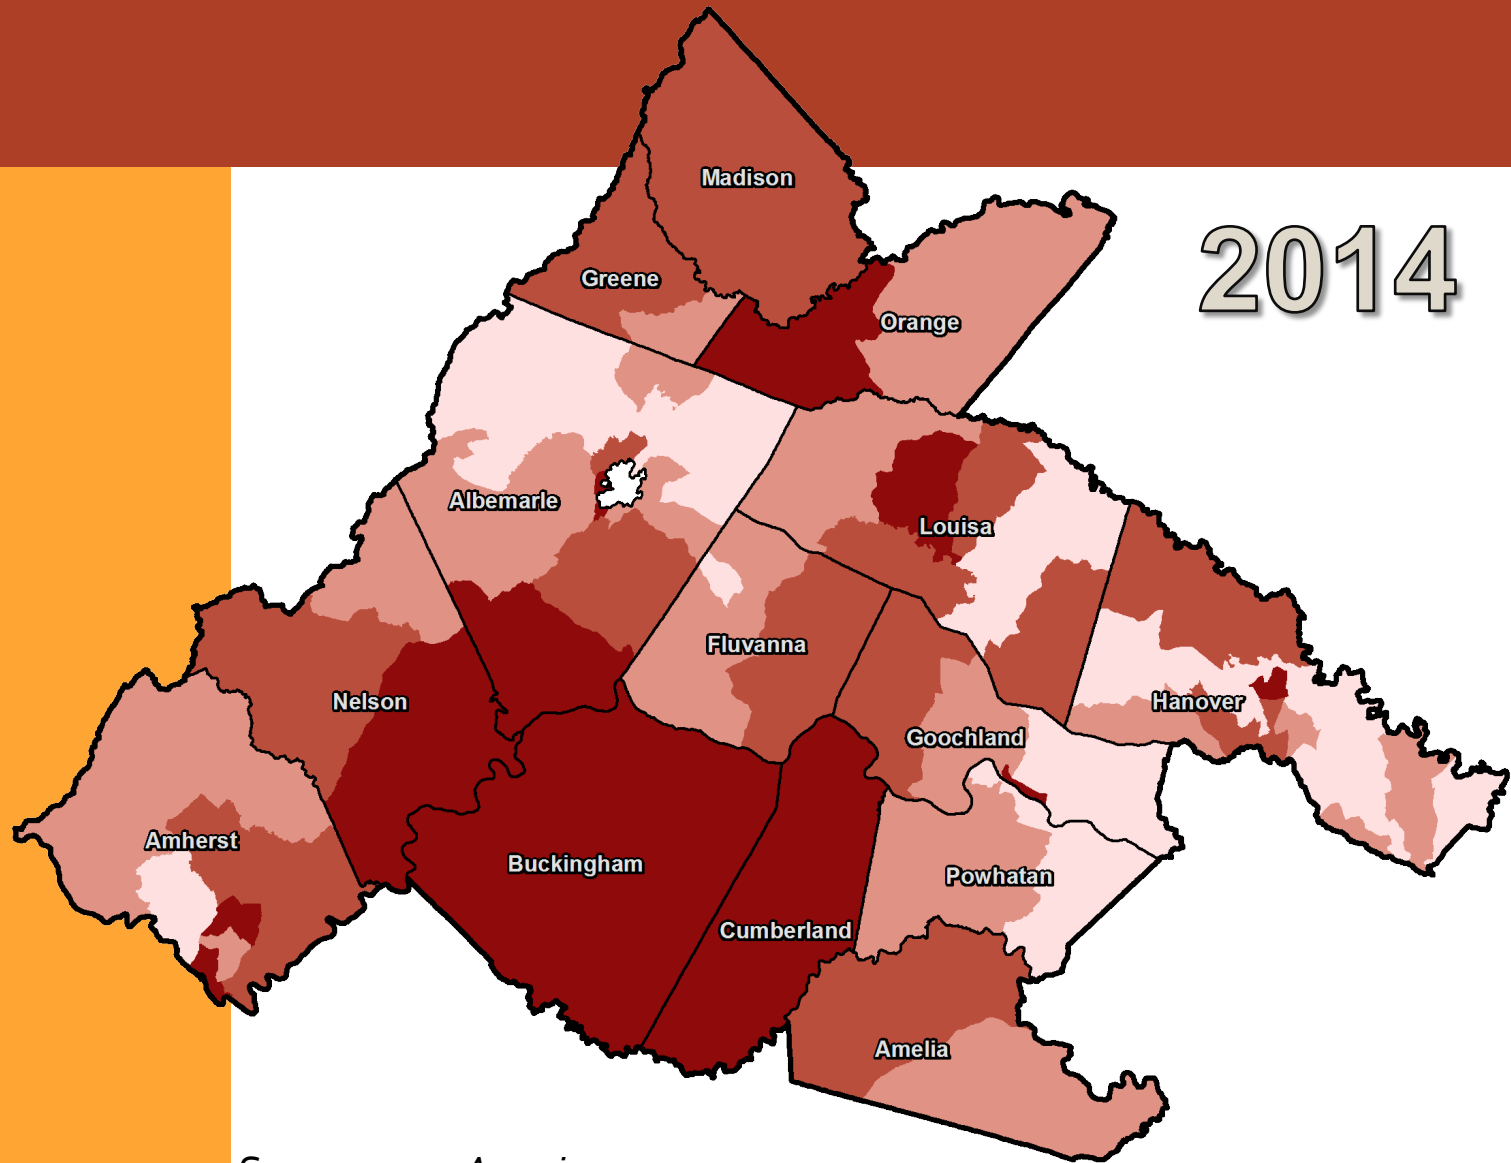 Madison
2014
Greene
Orange
Albemarle
Louisa
Fluvanna
Nelson
Hanover
Goochland
Amherst
Buckingham
Powhatan
Cumberland
Amelia